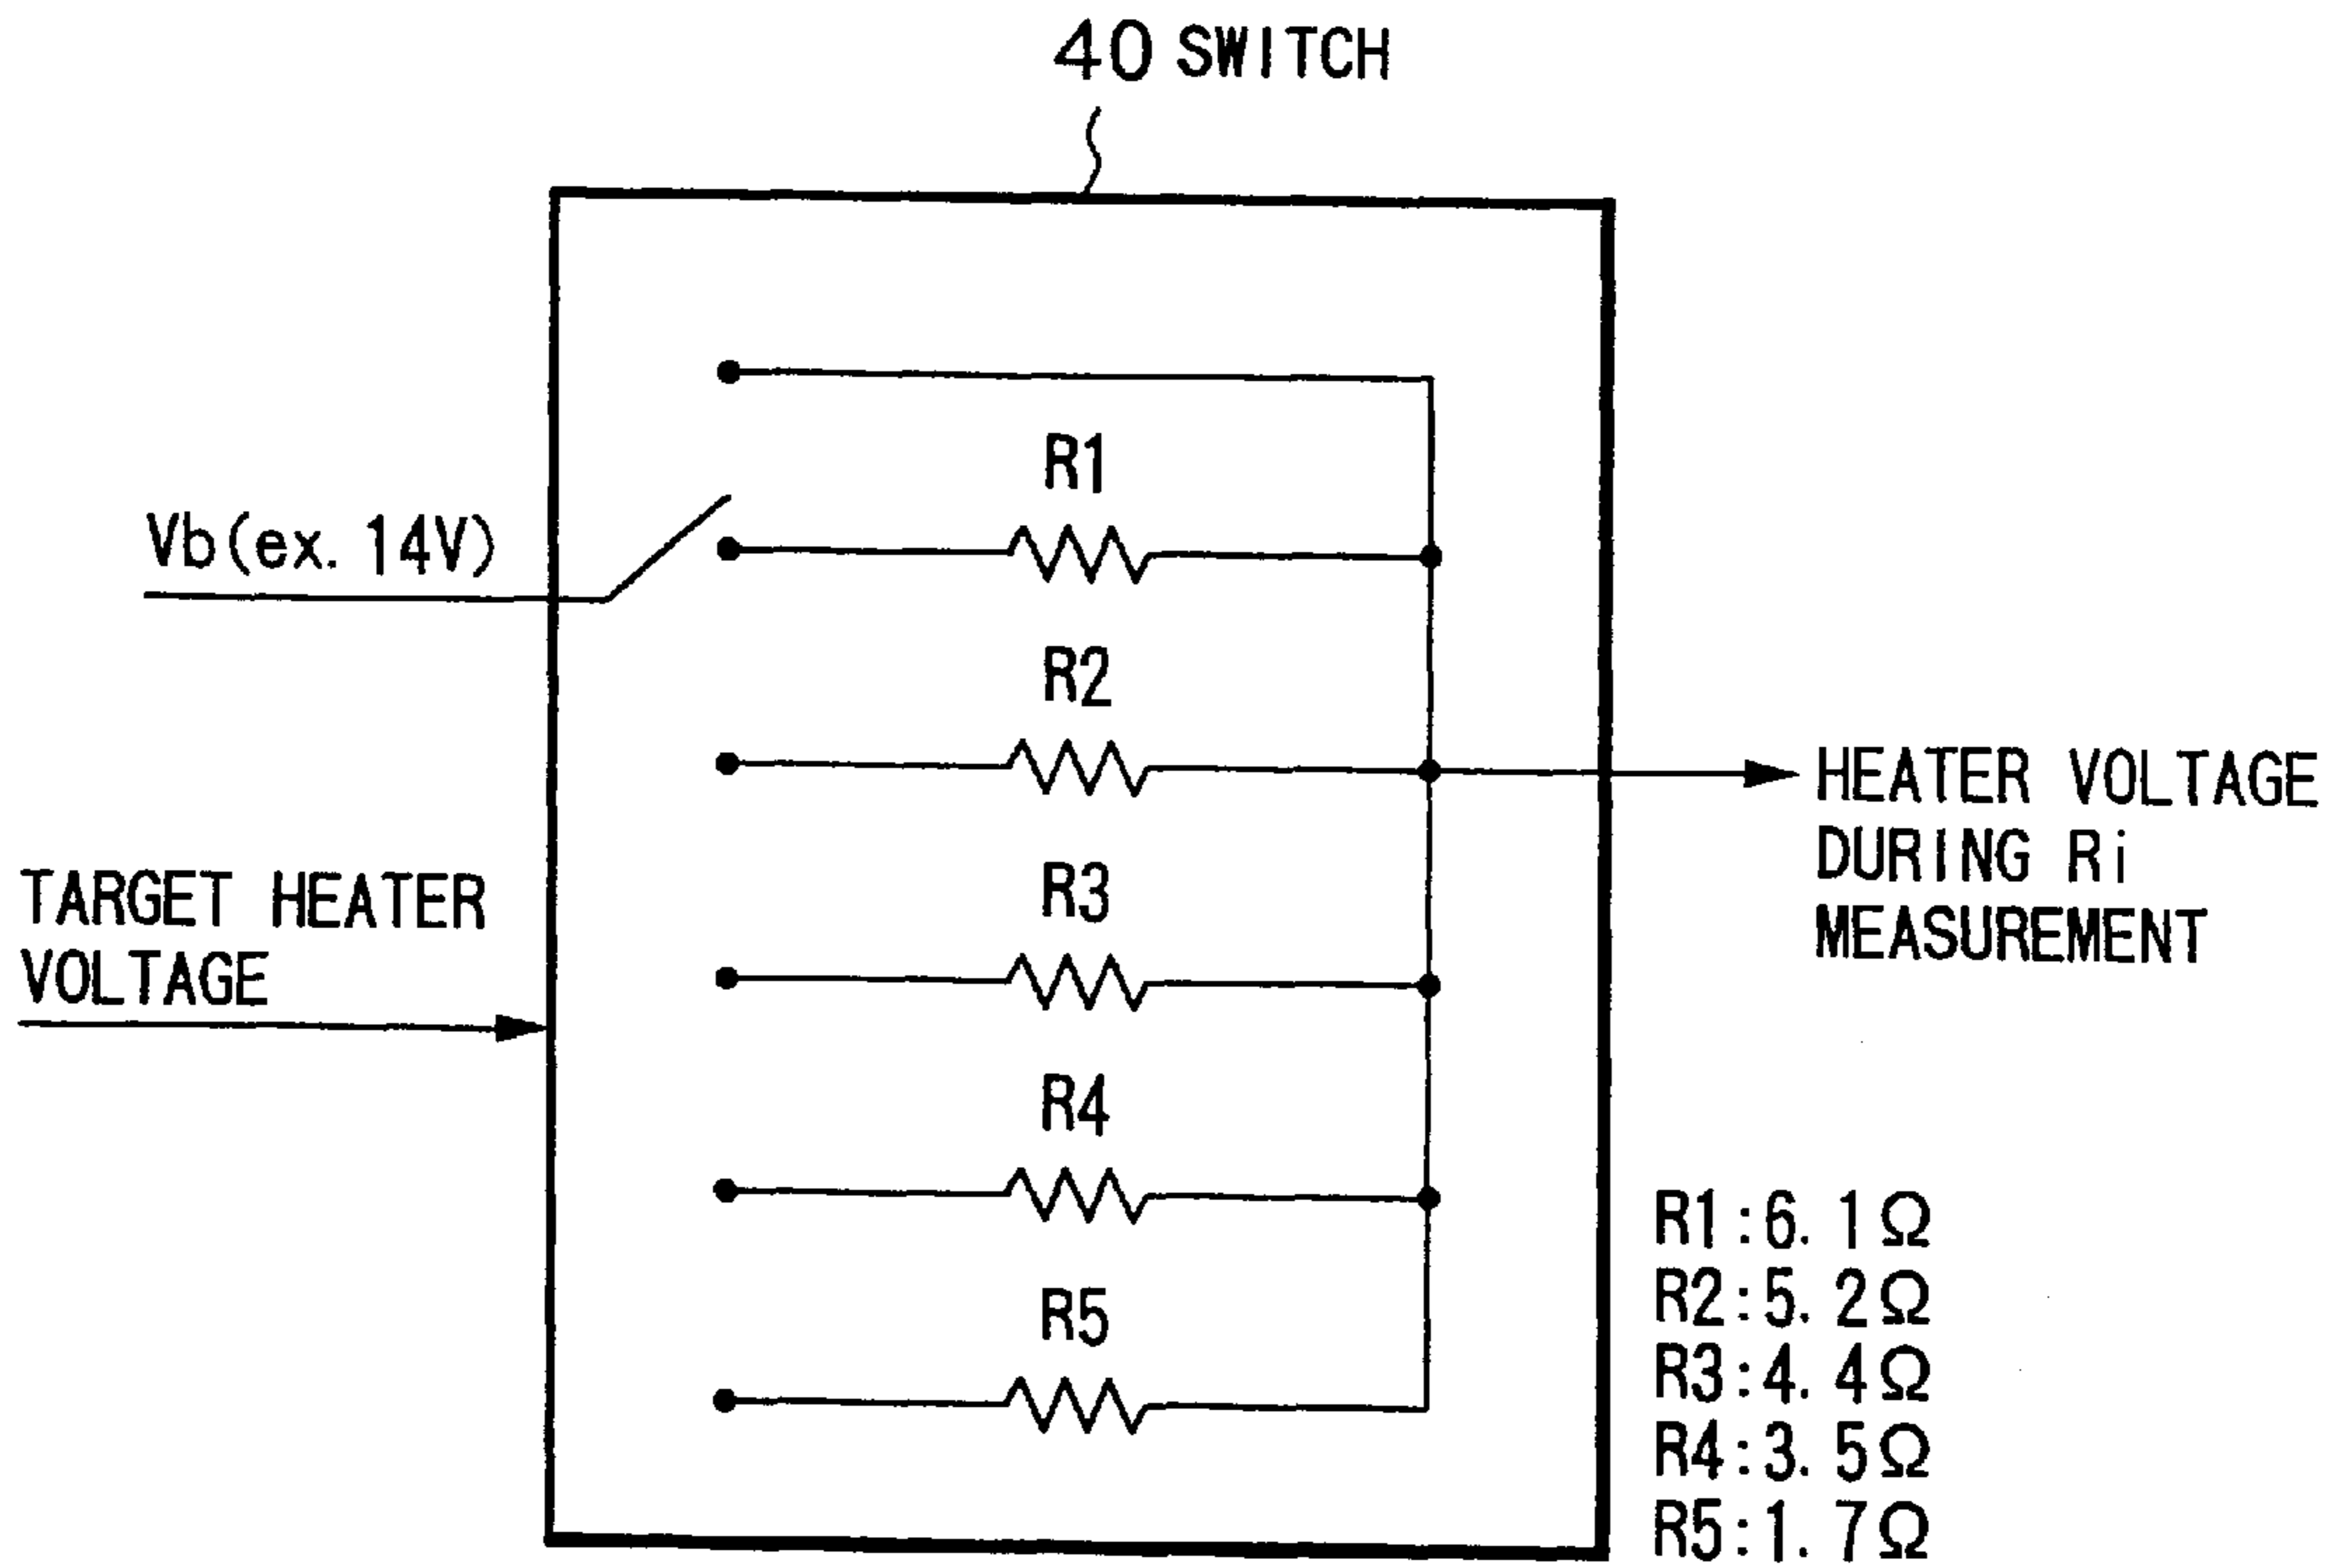 40 SWITCH
R1
Vb(ex. 14V)
R2
HEATER VOLTAGE
DURING Ri
MEASUREMENT
R3
TARGET HEATER
VOLTAGE
R4
R5
R1:6. 1Ω
R2:5. 2Ω
R3:4. 4Ω
R4:3. 5Ω
R5:1. 7Ω